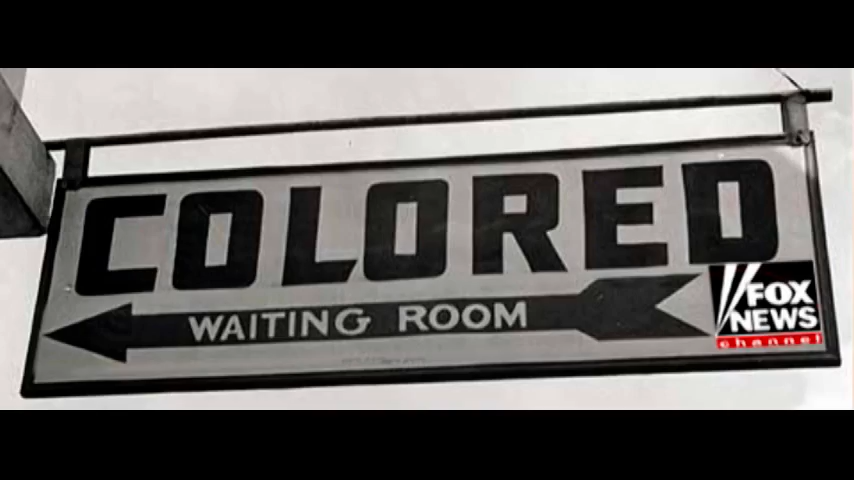 COLORED
WAITING ROOM
FOX
NEWS
channel